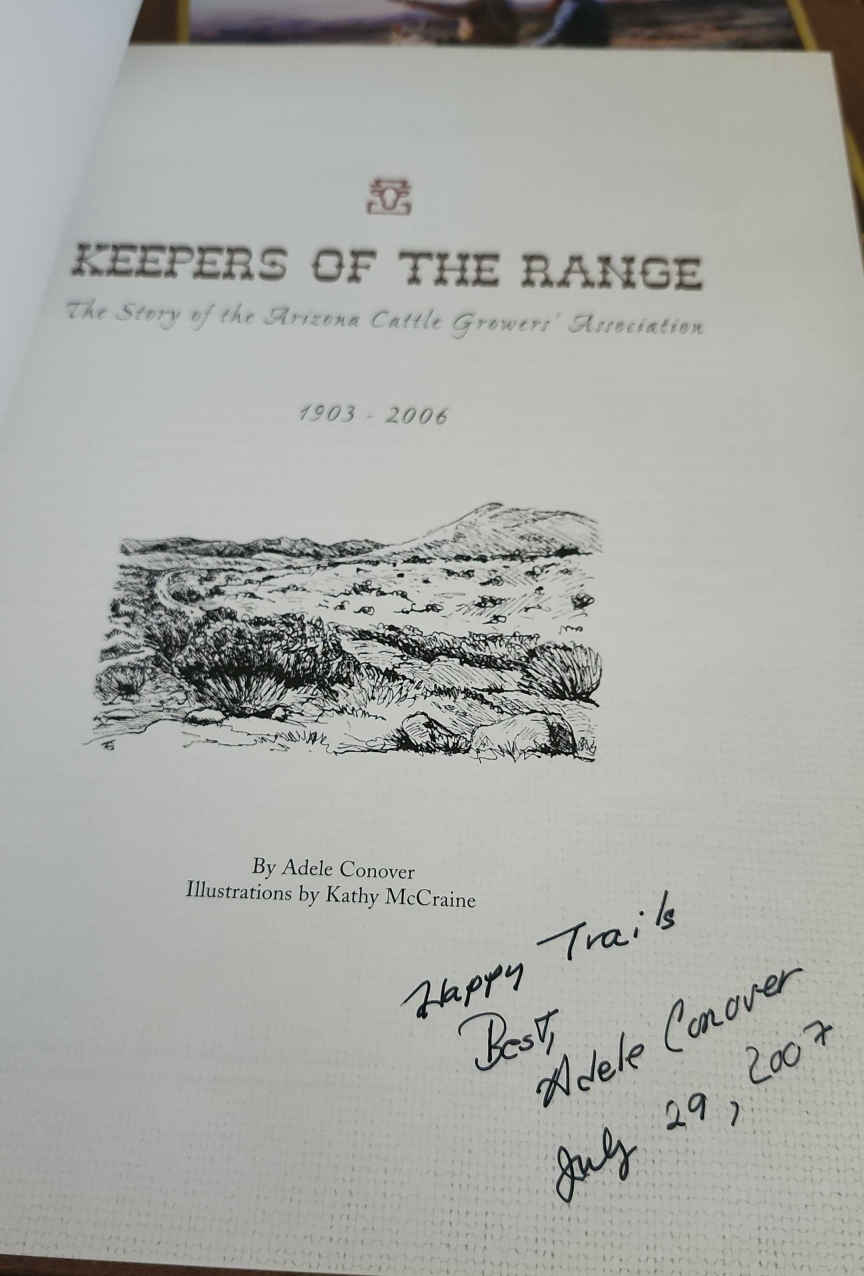 KEEPERS OF THE RANGE
The Story of the Arizona Cattle Growers' Association
1903 - 2006
By Adele Conover
Illustrations by Kathy McCraine
Happy Trails
Best,
Adele Conover
July 29, 2007